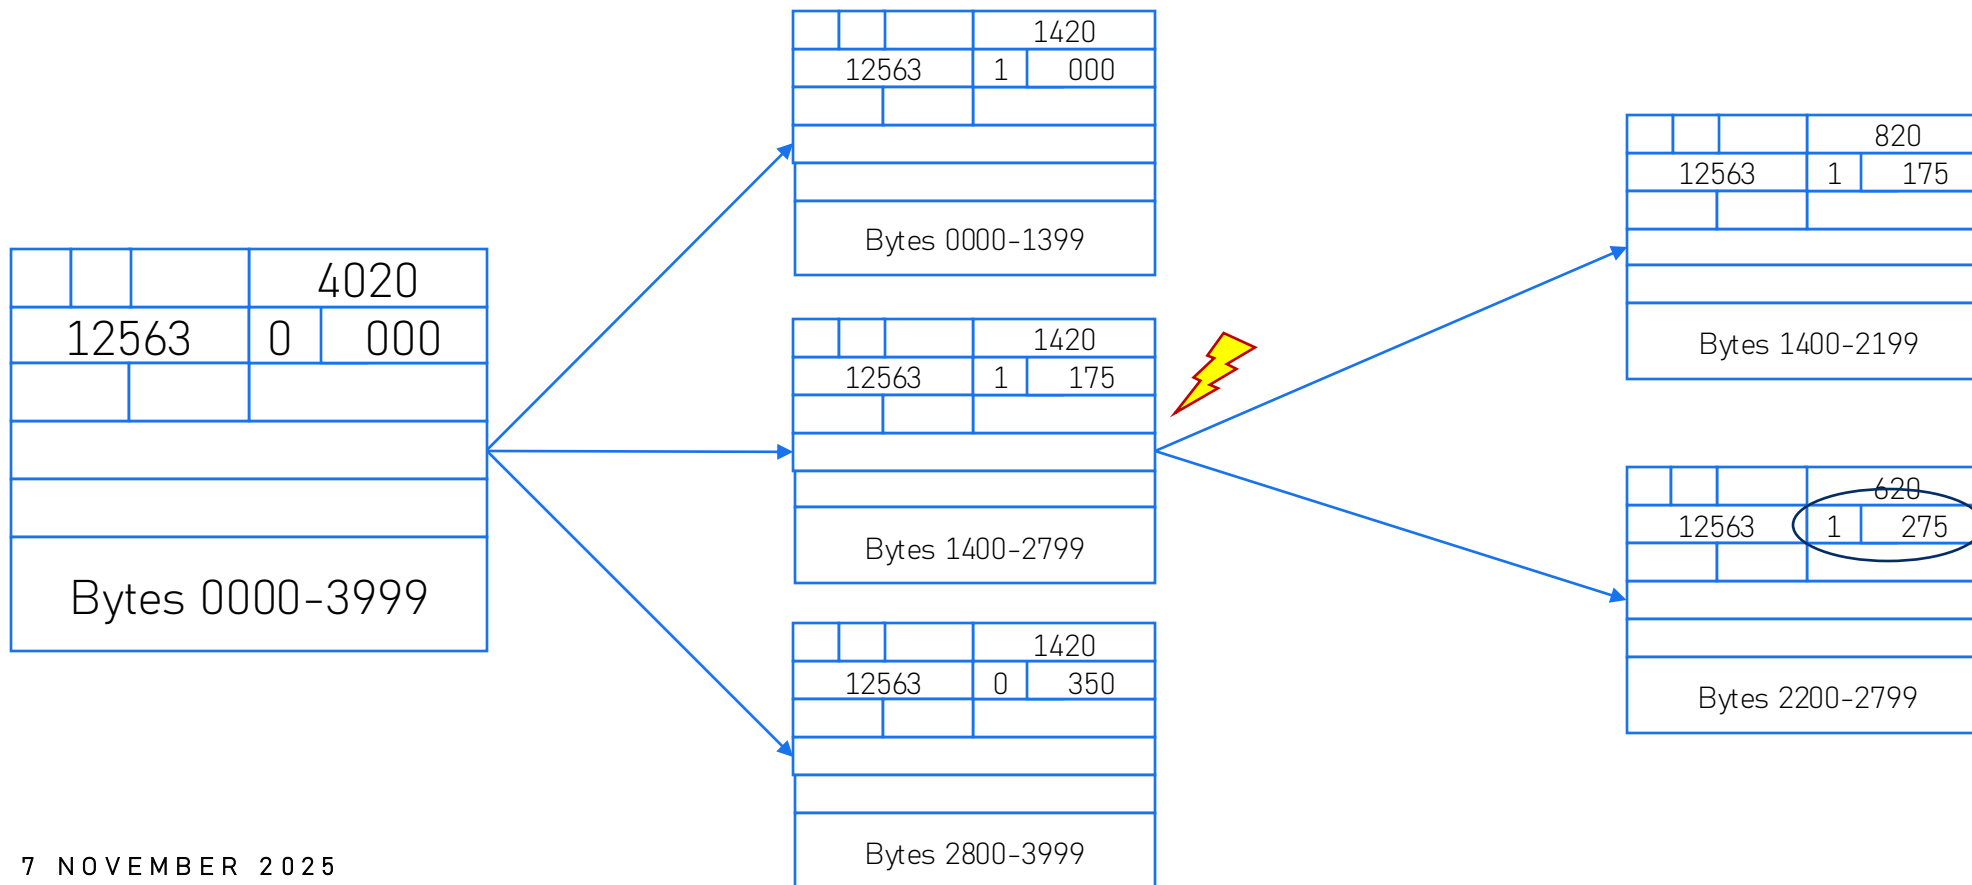 4020
12563 0 000
Bytes 0000-3999
1420
12563 1 000
Bytes 0000-1399
1420
12563 1 175
Bytes 1400-2799
1420
12563 0 350
Bytes 2800-3999
820
12563 1 175
Bytes 1400-2199
620
12563 1 275
Bytes 2200-2799
7 NOVEMBER 2025